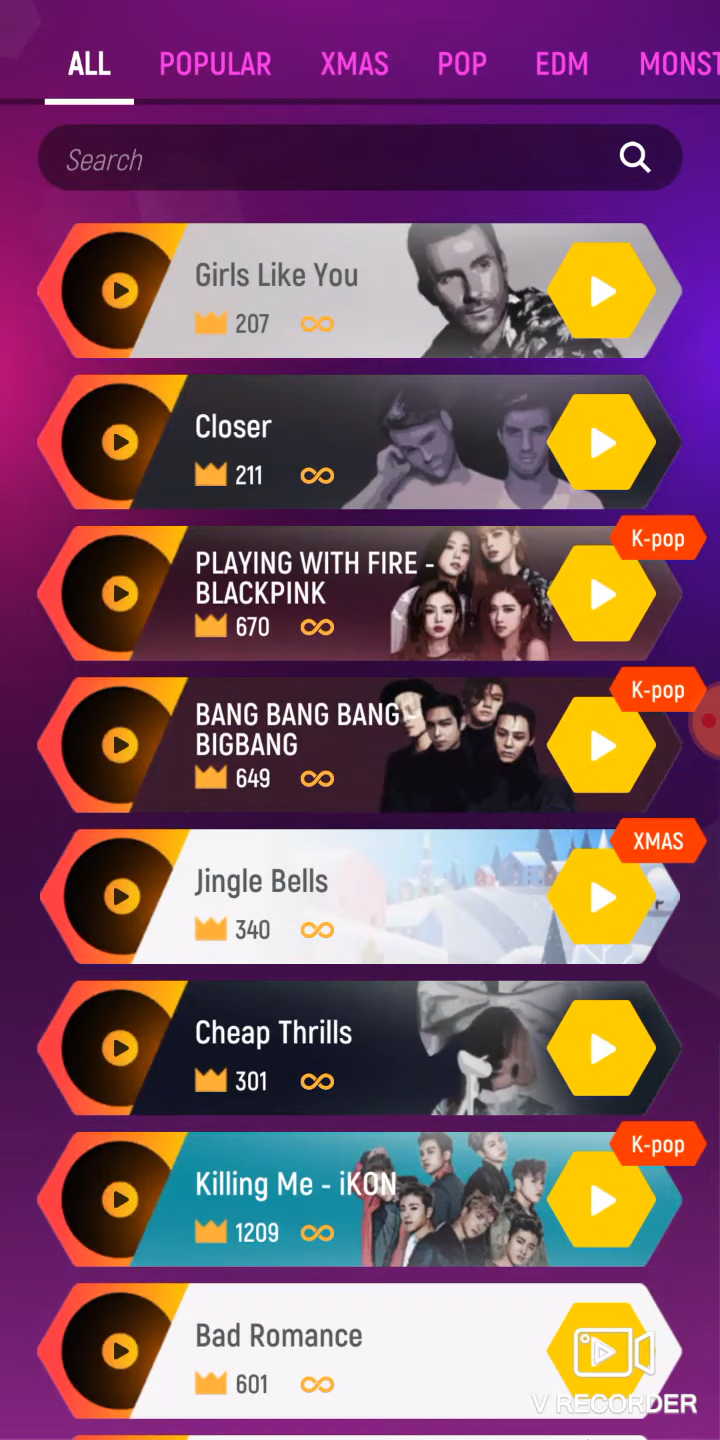 ALL POPULAR XMAS POP EDM MONST
Search
Girls Like You
207
Closer
211
K-pop
PLAYING WITH FIRE -
BLACKPINK
670
K-pop
BANG BANG BANG-
BIGBANG
649
XMAS
Jingle Bells
340
Cheap Thrills
301
K-pop
Killing Me - iKON
1209
Bad Romance
601
V RECORDER